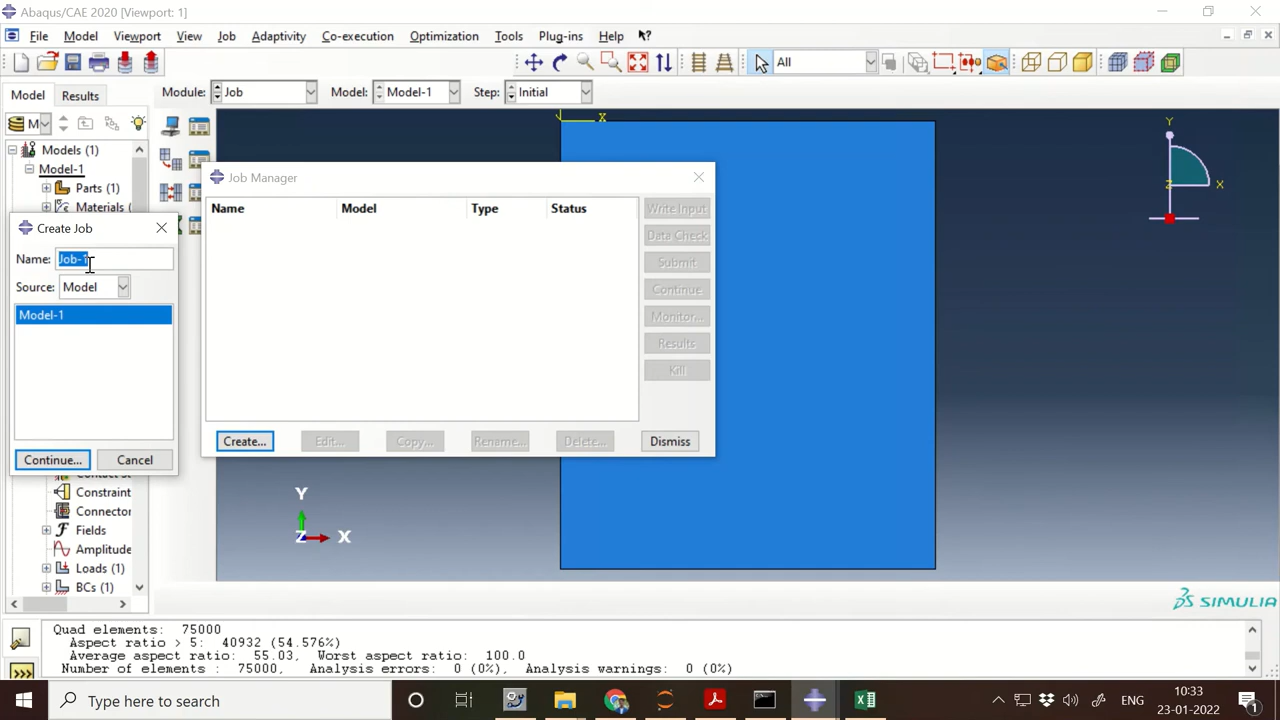 Abaqus/CAE 2020 [Viewport: 1]
File Model Viewport View Job Adaptivity Co-execution Optimization Tools Plug-ins Help
All
Model Results Module: Job Model: Model-1 Step: Initial
M
Models (1)
Model-1
Parts (1)
Materials
Create Job
Name: Job-1
Source: Model
Model-1
Continue... Cancel
Constraint
Connector
Fields
Amplitude
Loads (1)
BCs (1)
Job Manager
Name Model Type Status
Write Input
Data Check
Submit
Continue
Monitor...
Results
Kill
Create... Edit... Copy... Rename... Delete... Dismiss
X
Y
Z X
Y
Z X
SIMULIA
Quad elements: 75000
Aspect ratio > 5: 40932 (54.576%)
Average aspect ratio: 55.03, Worst aspect ratio: 100.0
Number of elements : 75000, Analysis errors: 0 (0%), Analysis warnings: 0 (0%)
Type here to search
ENG
10:33
23-01-2022
1